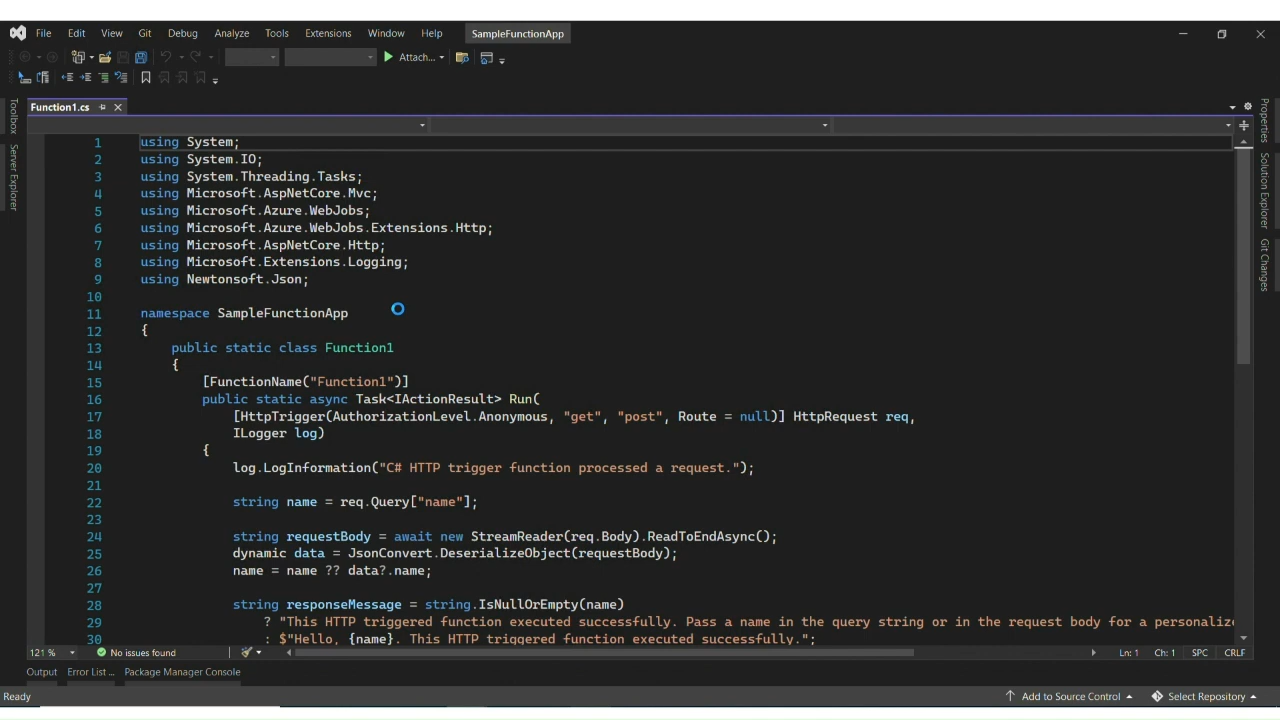 File Edit View Git Debug Analyze Tools Extensions Window Help SampleFunctionApp
Attach...
Toolbox
Server Explorer
Function1.cs
1 using System;
2 using System.IO;
3 using System.Threading.Tasks;
4 using Microsoft.AspNetCore.Mvc;
5 using Microsoft.Azure.WebJobs;
6 using Microsoft.Azure.WebJobs.Extensions.Http;
7 using Microsoft.AspNetCore.Http;
8 using Microsoft.Extensions.Logging;
9 using Newtonsoft.Json;
10
11 namespace SampleFunctionApp
12 {
13 public static class Function1
14 {
15 [FunctionName("Function1")]
16 public static async Task<IActionResult> Run(
17 [HttpTrigger(AuthorizationLevel.Anonymous, "get", "post", Route = null)] HttpRequest req,
18 ILogger log)
19 {
20 log.LogInformation("C# HTTP trigger function processed a request.");
21
22 string name = req.Query["name"];
23
24 string requestBody = await new StreamReader(req.Body).ReadToEndAsync();
25 dynamic data = JsonConvert.DeserializeObject(requestBody);
26 name = name ?? data?.name;
27
28 string responseMessage = string.IsNullOrEmpty(name)
29 ? "This HTTP triggered function executed successfully. Pass a name in the query string or in the request body for a personalize
30 : $"Hello, {name}. This HTTP triggered function executed successfully.";
Properties
Solution Explorer
Git Changes
121 % No issues found Ln: 1 Ch: 1 SPC CRLF
Output Error List ... Package Manager Console
Ready Add to Source Control Select Repository